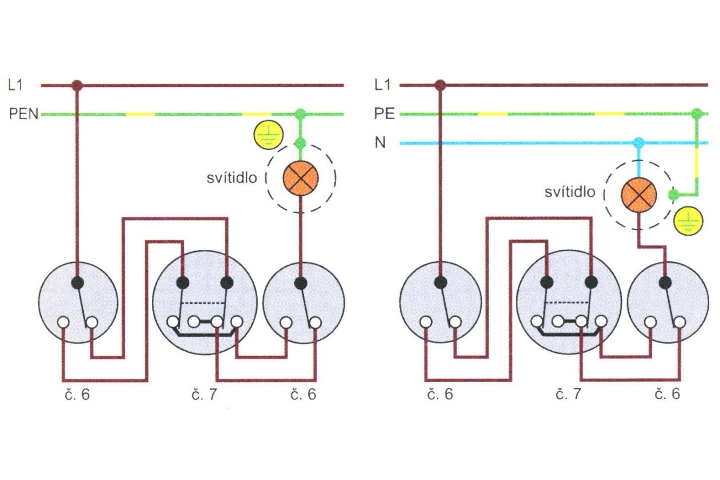 L1
PEN
svítidlo
č. 6
č. 7
č. 6
L1
PE
N
svítidlo
č. 6
č. 7
č. 6